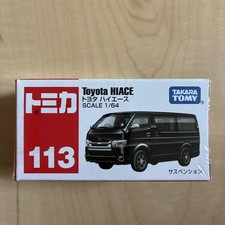 トミカ
113
Toyota HIACE
トヨタ ハイエース
SCALE 1/64
TAKARA
TOMY
サスペンション